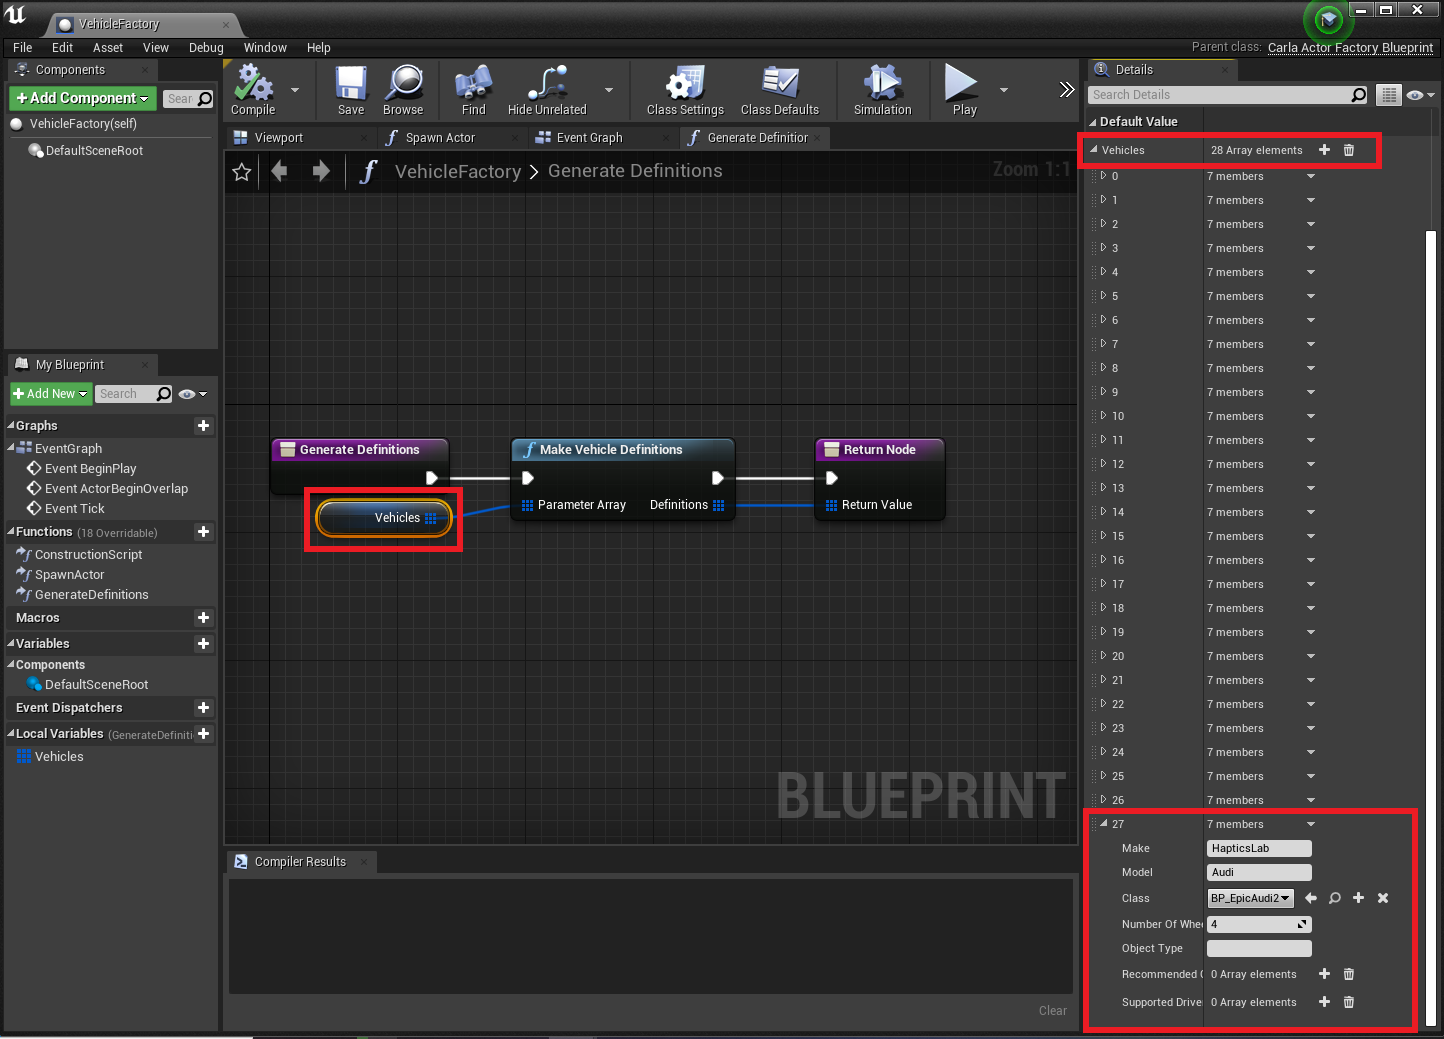 VehicleFactory
File Edit Asset View Debug Window Help
Parent class: Carla Actor Factory Blueprint
Components
+ Add Component
Sear
VehicleFactory(self)
DefaultSceneRoot
Compile
Save
Browse
Find
Hide Unrelated
Class Settings
Class Defaults
Simulation
Play
Viewport
Spawn Actor
Event Graph
Generate Definitior
VehicleFactory > Generate Definitions
Zoom 1:1
Generate Definitions
Vehicles
Make Vehicle Definitions
Parameter Array Definitions
Return Node
Return Value
BLUEPRINT
My Blueprint
+ Add New
Search
Graphs
EventGraph
Event BeginPlay
Event ActorBeginOverlap
Event Tick
Functions (18 Overridable)
ConstructionScript
SpawnActor
GenerateDefinitions
Macros
Variables
Components
DefaultSceneRoot
Event Dispatchers
Local Variables (GenerateDefiniti
Vehicles
Compiler Results
Clear
Details
Search Details
Default Value
Vehicles 28 Array elements
0 7 members
1 7 members
2 7 members
3 7 members
4 7 members
5 7 members
6 7 members
7 7 members
8 7 members
9 7 members
10 7 members
11 7 members
12 7 members
13 7 members
14 7 members
15 7 members
16 7 members
17 7 members
18 7 members
19 7 members
20 7 members
21 7 members
22 7 members
23 7 members
24 7 members
25 7 members
26 7 members
27 7 members
Make HapticsLab
Model Audi
Class BP_EpicAudi2
Number Of Whee 4
Object Type
Recommended C 0 Array elements
Supported Drive 0 Array elements